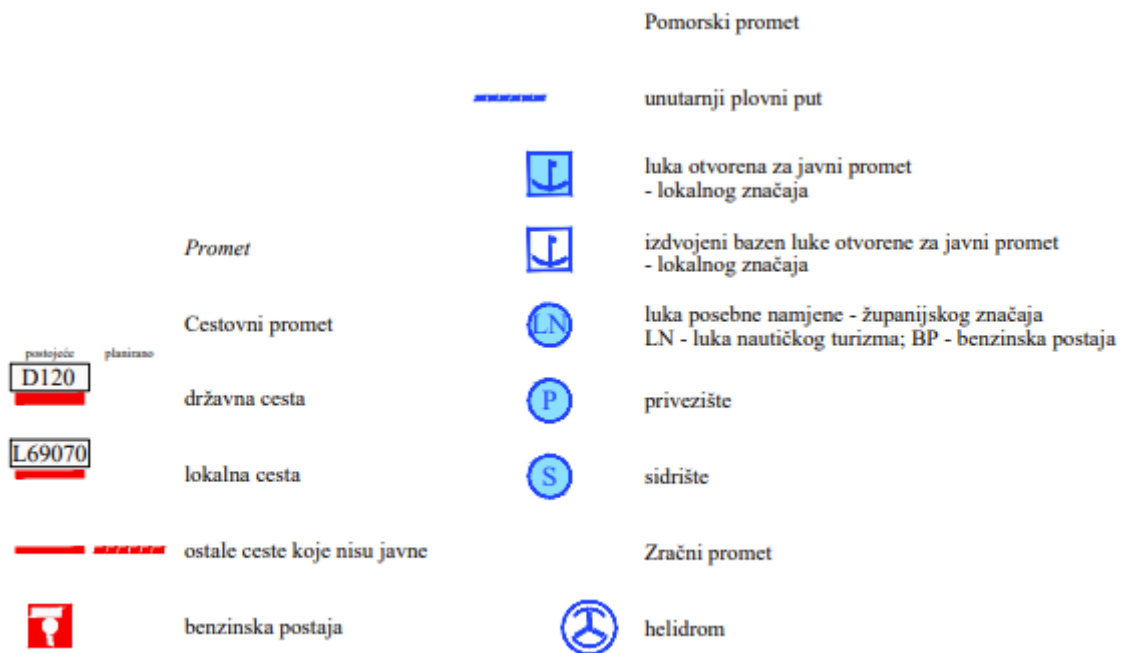 Promet
Cestovni promet
postojeće planirano
D120
državna cesta
L69070
lokalna cesta
ostale ceste koje nisu javne
benzinska postaja
Pomorski promet
unutarnji plovni put
luka otvorena za javni promet
- lokalnog značaja
izdvojeni bazen luke otvorene za javni promet
- lokalnog značaja
LN
luka posebne namjene - županijskog značaja
LN - luka nautičkog turizma; BP - benzinska postaja
P
privezište
S
sidrište
Zračni promet
helidrom